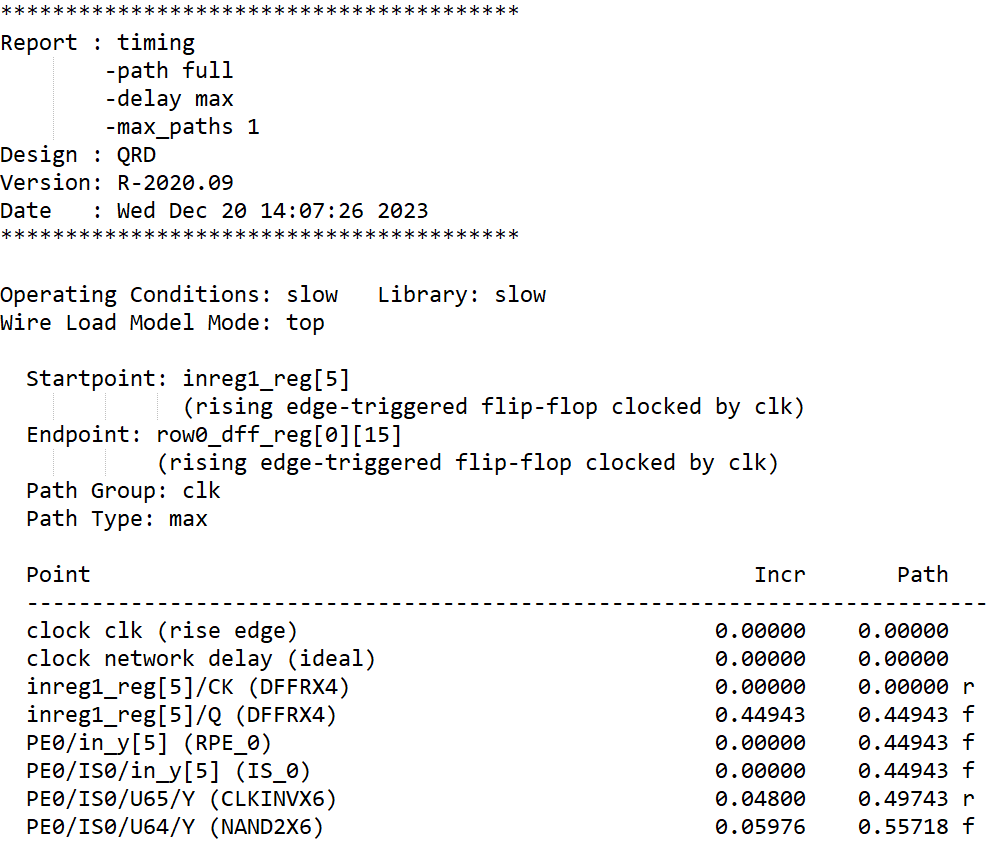 ****************************************
Report : timing
        -path full
        -delay max
        -max_paths 1
Design : QRD
Version: R-2020.09
Date   : Wed Dec 20 14:07:26 2023
****************************************

Operating Conditions: slow   Library: slow
Wire Load Model Mode: top

  Startpoint: inreg1_reg[5]
              (rising edge-triggered flip-flop clocked by clk)
  Endpoint: row0_dff_reg[0][15]
            (rising edge-triggered flip-flop clocked by clk)
  Path Group: clk
  Path Type: max

  Point                                                   Incr       Path
  --------------------------------------------------------------------------
  clock clk (rise edge)                                0.00000    0.00000
  clock network delay (ideal)                          0.00000    0.00000
  inreg1_reg[5]/CK (DFFRX4)                            0.00000    0.00000 r
  inreg1_reg[5]/Q (DFFRX4)                             0.44943    0.44943 f
  PE0/in_y[5] (RPE_0)                                  0.00000    0.44943 f
  PE0/IS0/in_y[5] (IS_0)                               0.00000    0.44943 f
  PE0/IS0/U65/Y (CLKINVX6)                             0.04800    0.49743 r
  PE0/IS0/U64/Y (NAND2X6)                              0.05976    0.55718 f